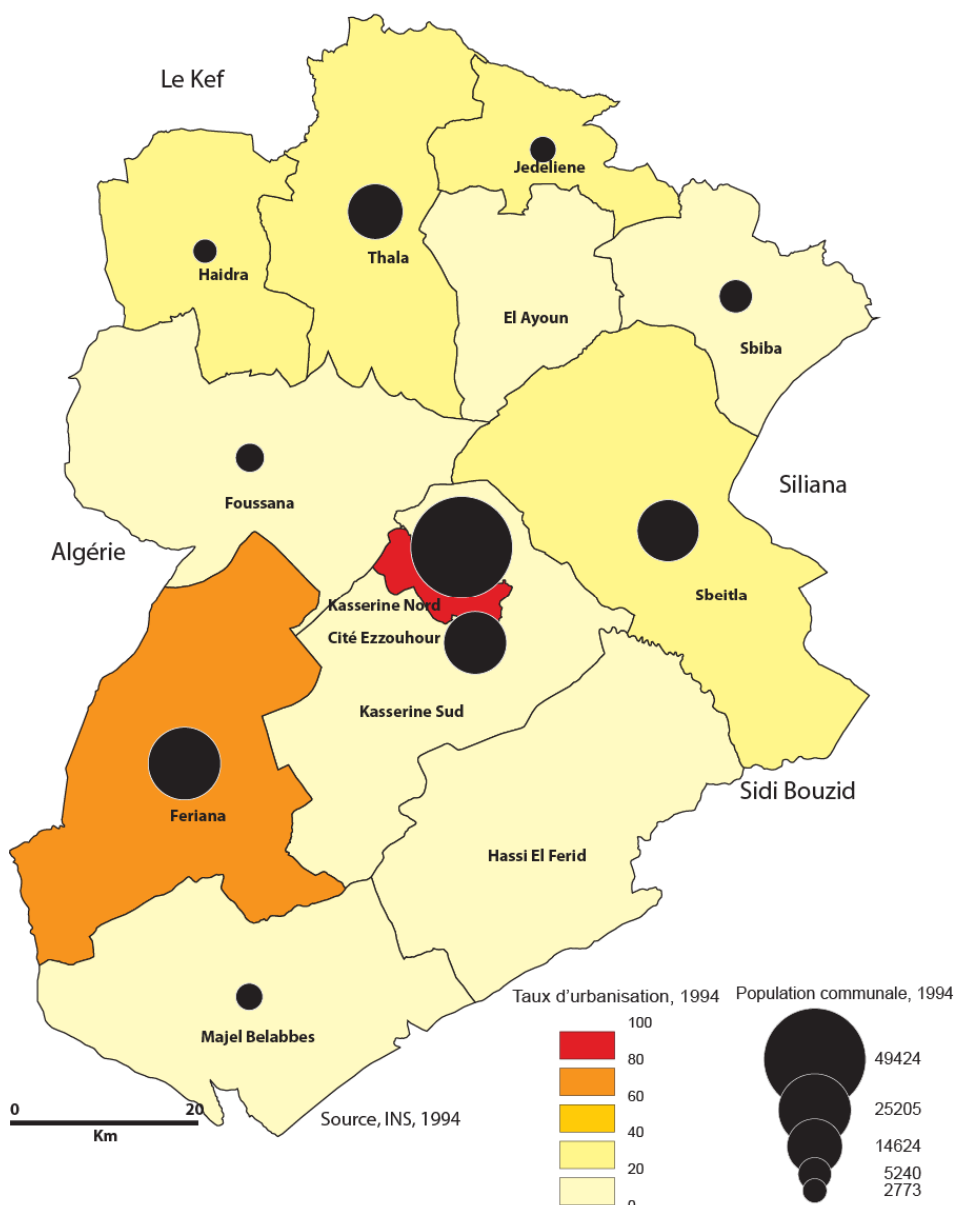 Le Kef
Jedeliene
Thala
Haidra
El Ayoun
Sbiba
Siliana
Foussana
Algérie
Sbeitla
Kasserine Nord
Cité Ezzouhour
Kasserine Sud
Sidi Bouzid
Feriana
Hassi El Ferid
Majel Belabbes
0 20
Km
Source, INS, 1994
Taux d'urbanisation, 1994
100
80
60
40
20
0
Population communale, 1994
49424
25205
14624
5240
2773